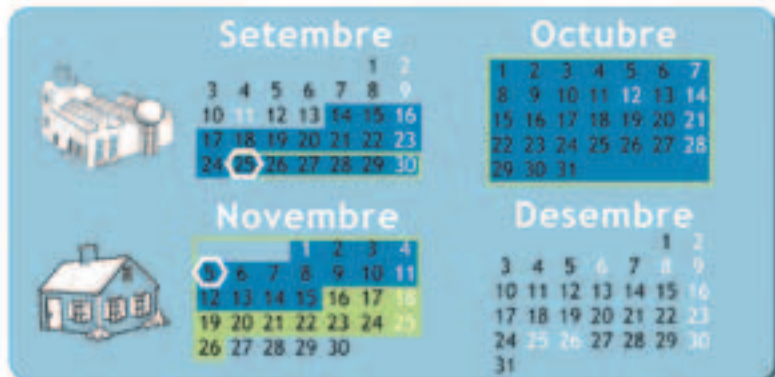 Setembre
1 2
3 4 5 6 7 8 9
10 11 12 13 14 15 16
17 18 19 20 21 22 23
24 25 26 27 28 29 30
Octubre
1 2 3 4 5 6 7
8 9 10 11 12 13 14
15 16 17 18 19 20 21
22 23 24 25 26 27 28
29 30 31
Novembre
1 2 3 4
5 6 7 8 9 10 11
12 13 14 15 16 17 18
19 20 21 22 23 24 25
26 27 28 29 30
Desembre
1 2
3 4 5 6 7 8 9
10 11 12 13 14 15 16
17 18 19 20 21 22 23
24 25 26 27 28 29 30
31